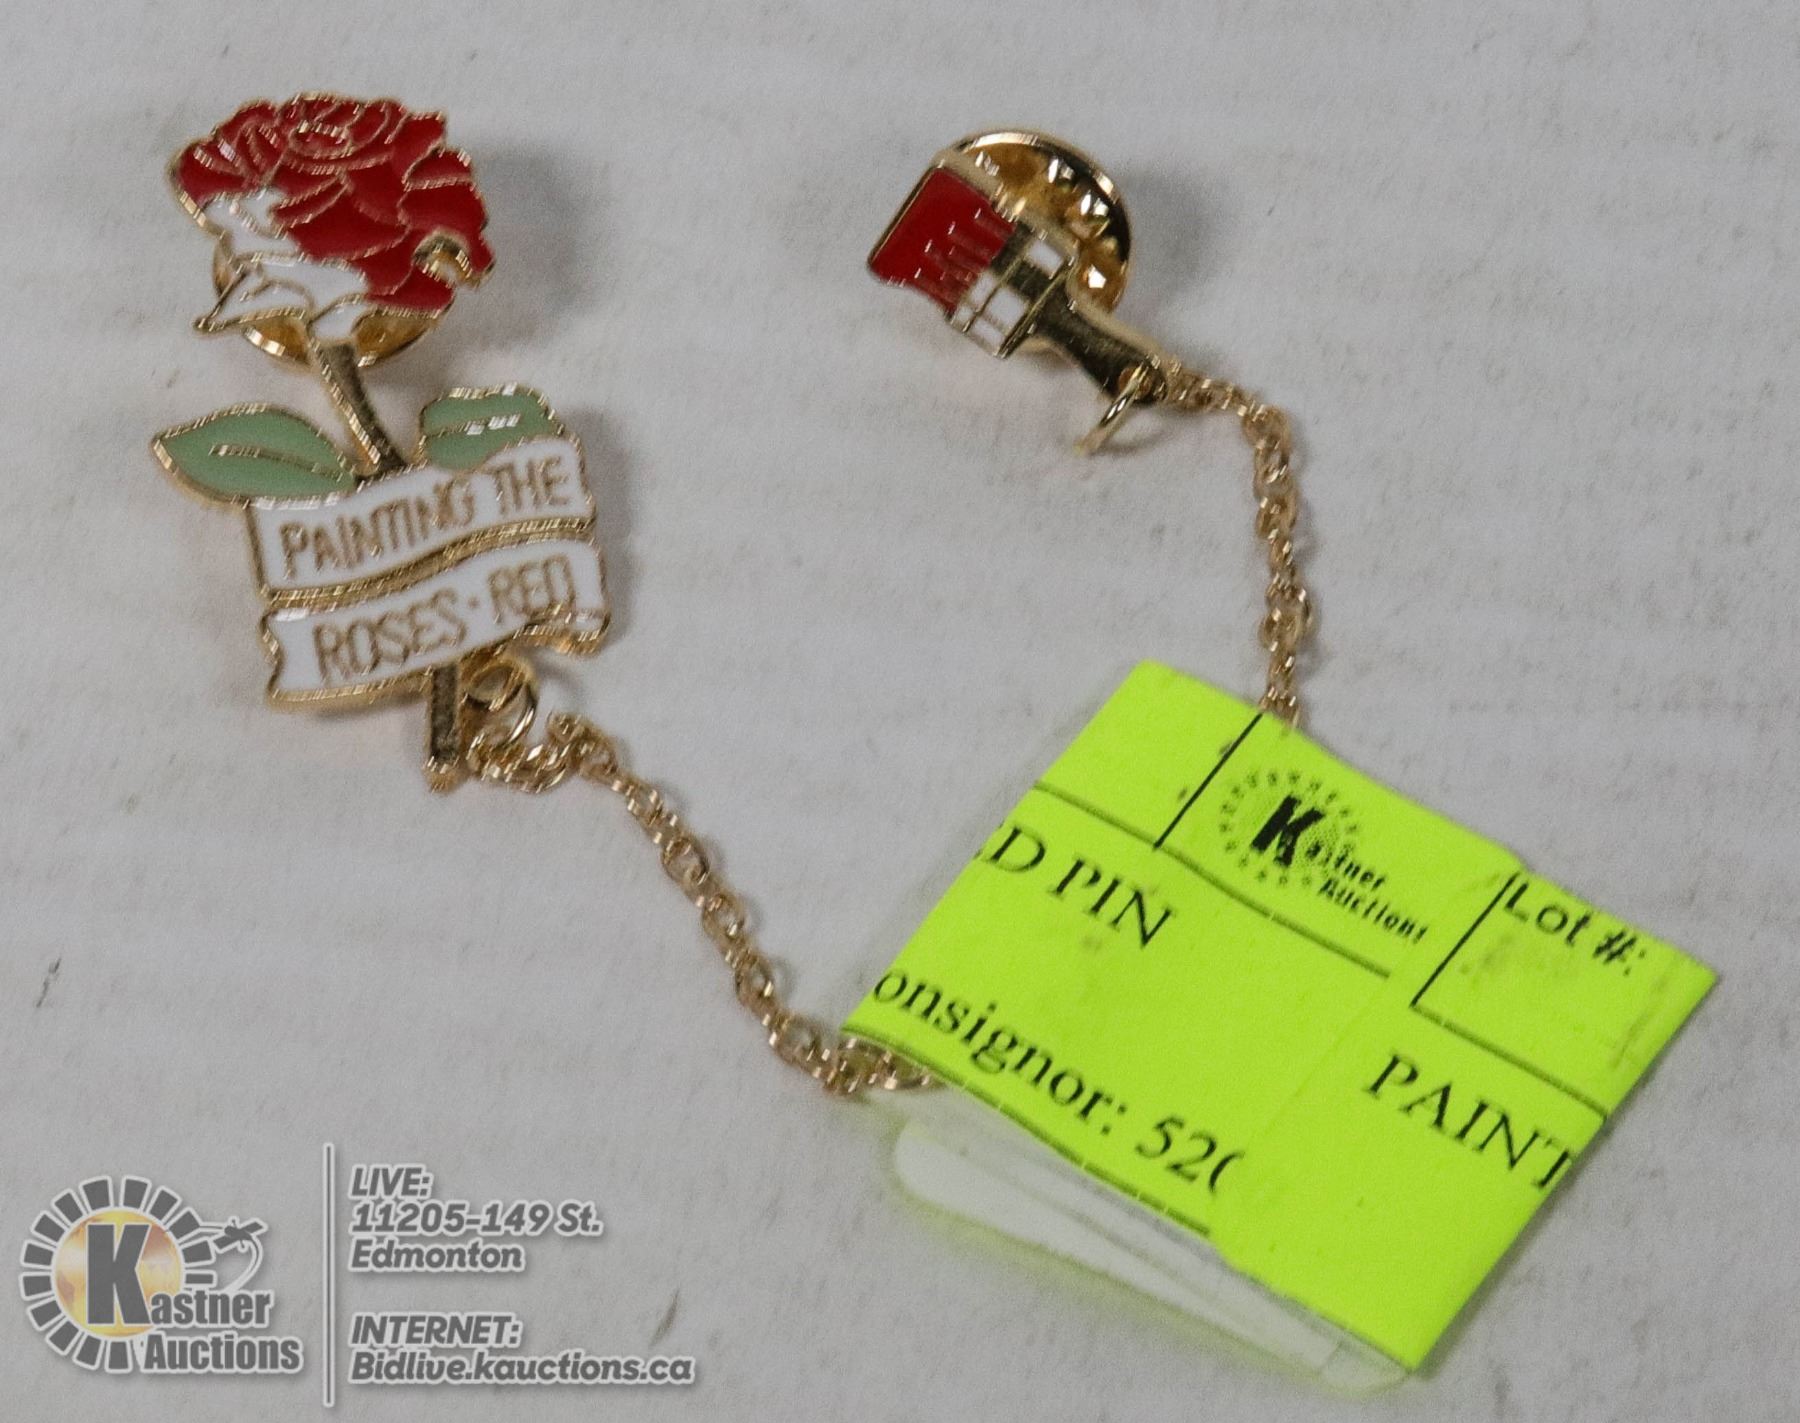 PAINTING THE
ROSES · RED
Kastner
Auctions
Lot #:
D PIN
PAINT
onsignor: 52
LIVE:
11205-149 St.
Edmonton
INTERNET:
Bidlive.kauctions.ca
Kastner
Auctions